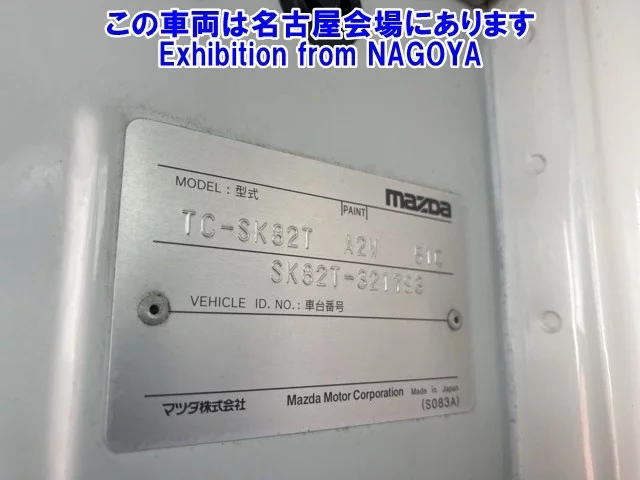 この車両は名古屋会場にあります
Exhibition from NAGOYA
MODEL : 型式
PAINT
mazDa
TC-SK82T A2W 51C
VEHICLE ID. NO. : 車台番号
マツダ株式会社 Mazda Motor Corporation Made in Japan
(S083A)